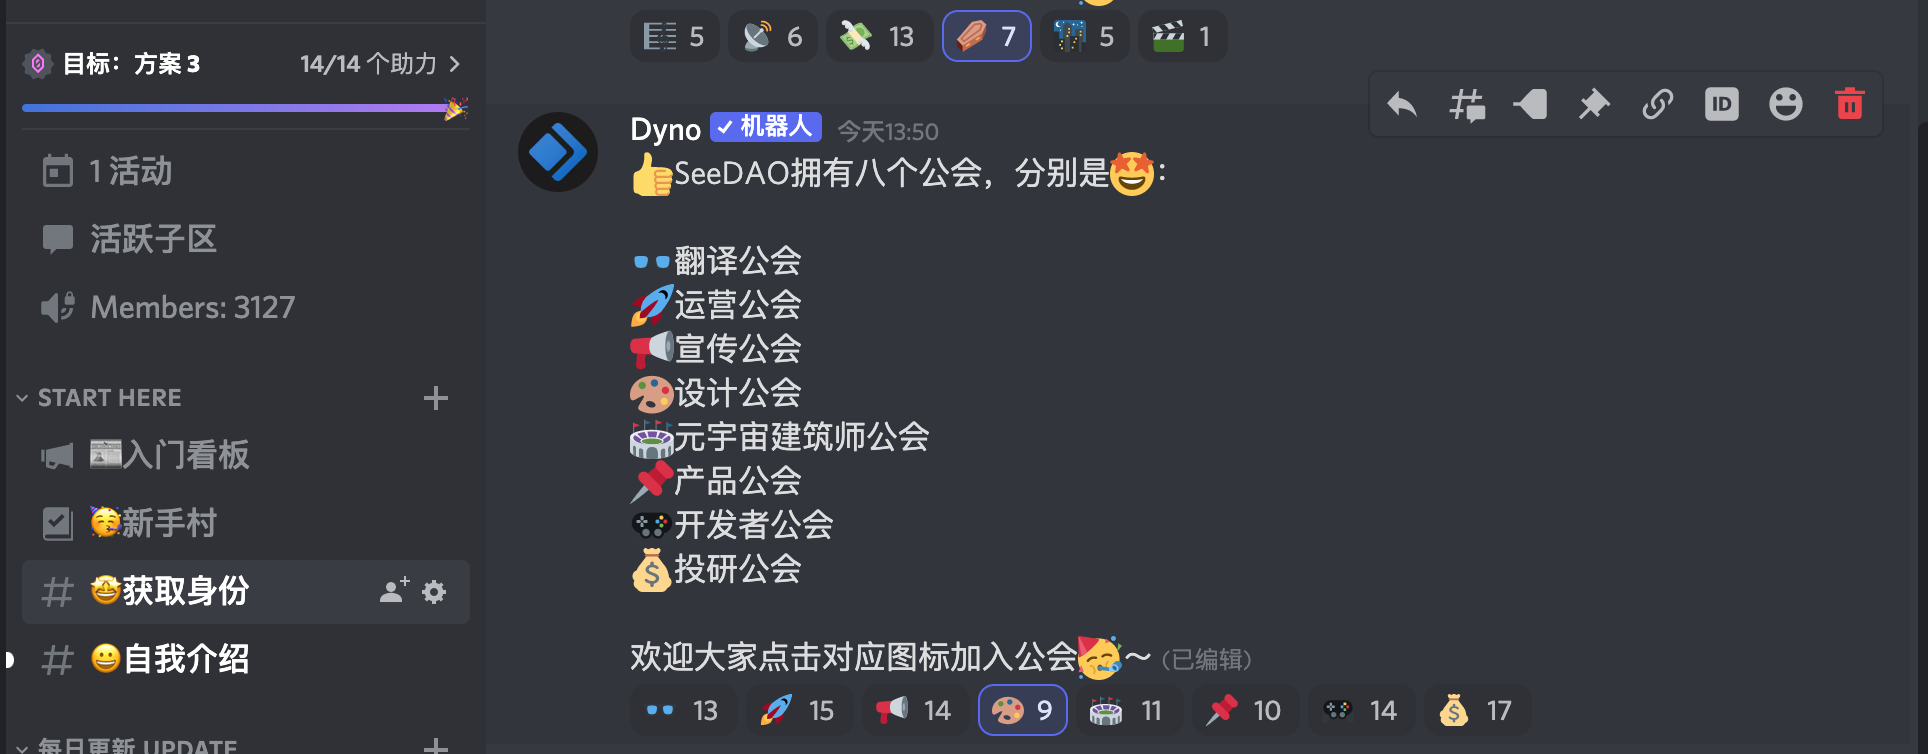 目标：方案 3
14/14 个助力
1 活动
活跃子区
Members: 3127
START HERE
入门看板
新手村
获取身份
自我介绍
每日更新 UPDATE
5 6 13 7 5 1
ID
Dyno 机器人 今天13:50
👍SeeDAO拥有八个公会，分别是🤩：
🕶翻译公会
🚀运营公会
📢宣传公会
🎨设计公会
🏟元宇宙建筑师公会
📌产品公会
🎮开发者公会
💰投研公会
欢迎大家点击对应图标加入公会🥳～ (已编辑)
13 15 14 9 11 10 14 17